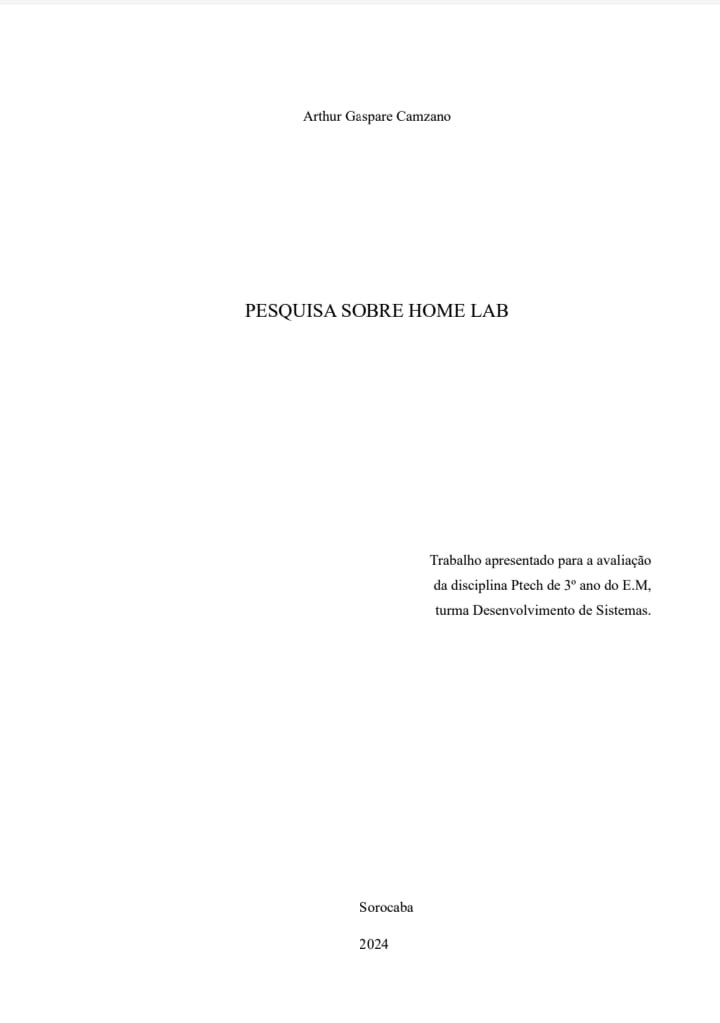 Arthur Gaspare Camzano
PESQUISA SOBRE HOME LAB
Trabalho apresentado para a avaliação
da disciplina Ptech de 3º ano do E.M,
turma Desenvolvimento de Sistemas.
Sorocaba
2024